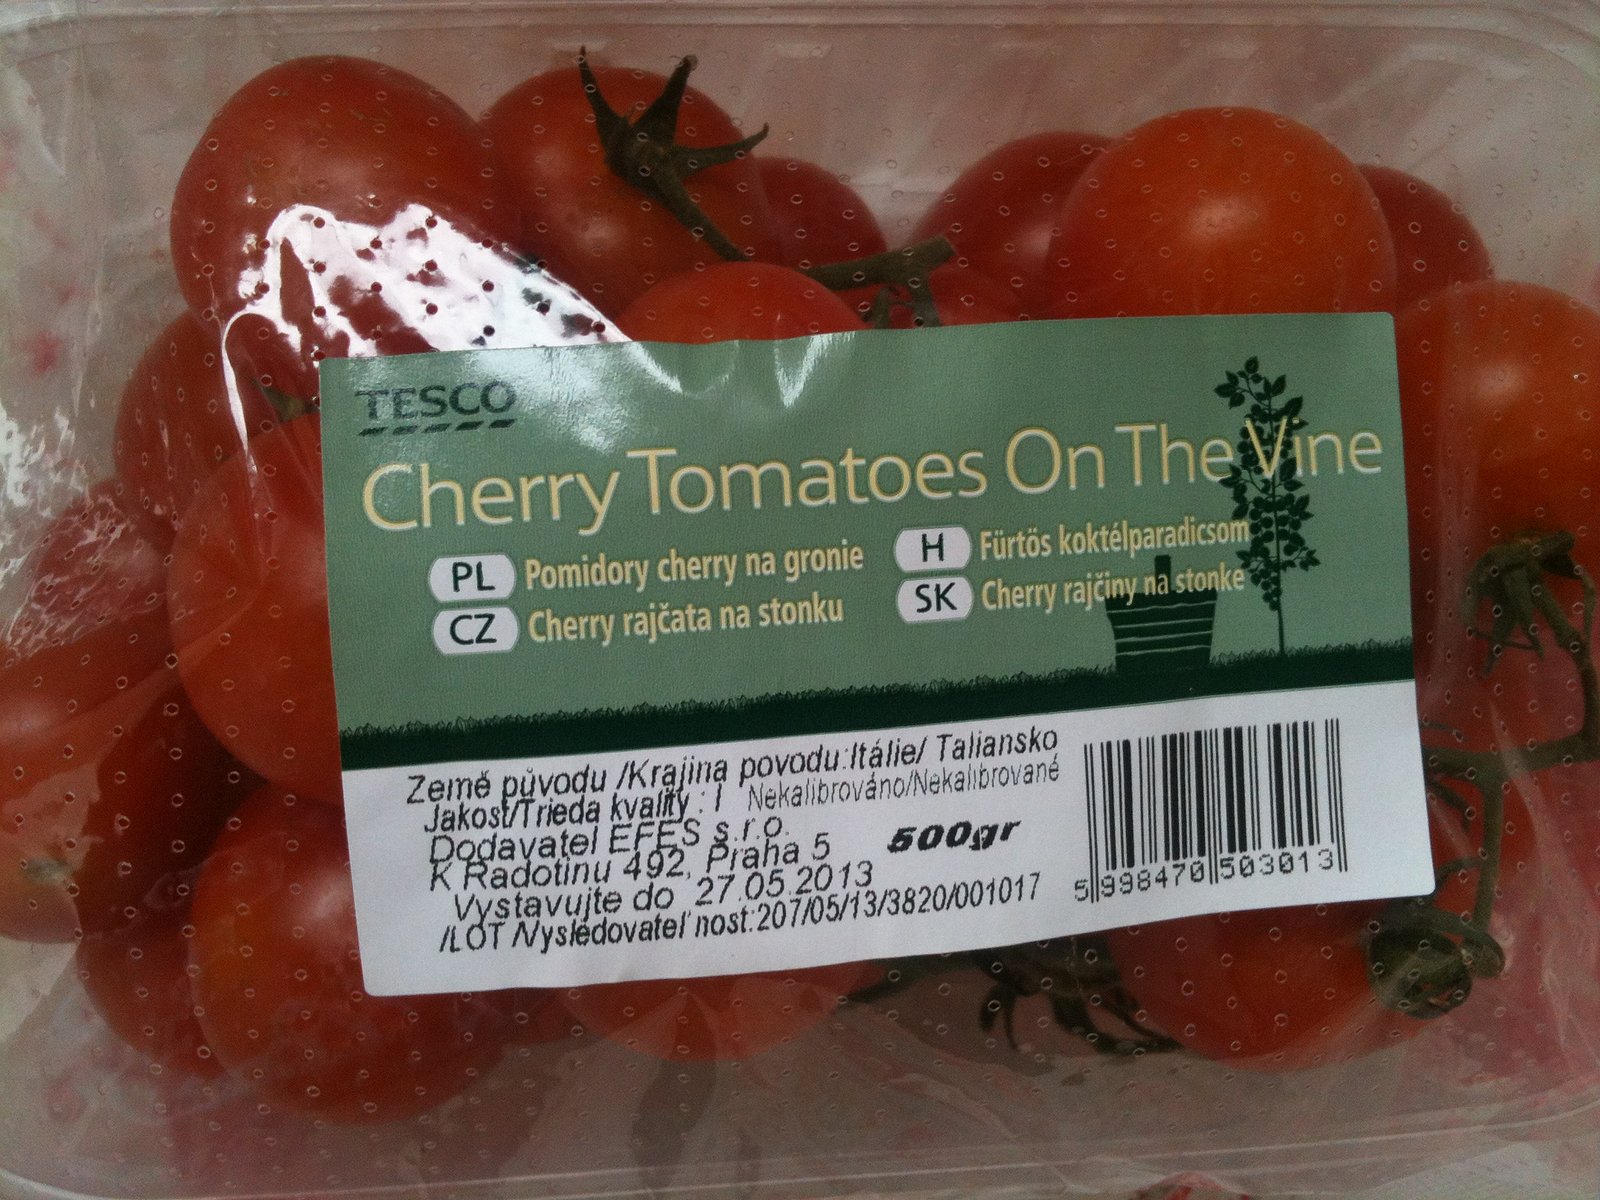 TESCO
Cherry Tomatoes On The Vine
PL Pomidory cherry na gronie
CZ Cherry rajčata na stonku
H Fürtös koktélparadicsom
SK Cherry rajčiny na stonke
Země původu /Krajina povodu:Itálie/ Taliansko
Jakost/Trieda kvality : I Nekalibrováno/Nekalibrované
Dodavatel EFES s.r.o.
K Radotínu 492, Praha 5
500gr
Vystavujte do 27.05.2013
/LOT /Vysledovateľnost:207/05/13/3820/001017
5 998470 503013